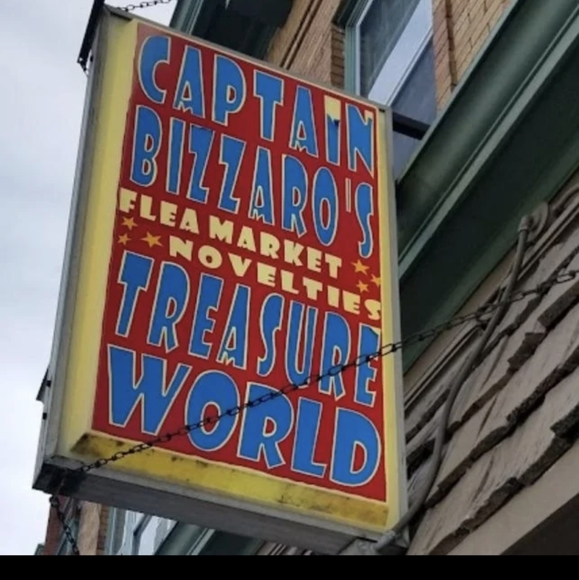 CAPTAIN
BIZZARO'S
FLEA MARKET
NOVELTIES
TREASURE
WORLD